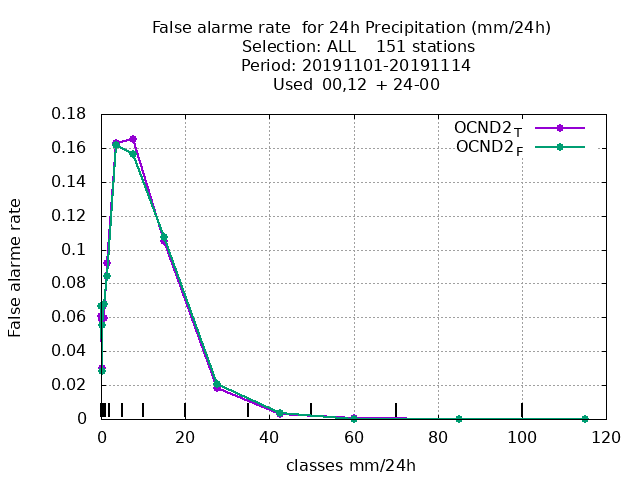 False alarme rate  for 24h Precipitation (mm/24h)
Selection: ALL    151 stations
Period: 20191101-20191114
Used  00,12  + 24-00
OCND2T
OCND2F
0.18
0.16
0.14
0.12
0.1
0.08
0.06
0.04
0.02
0
False alarme rate
0 20 40 60 80 100 120
classes mm/24h